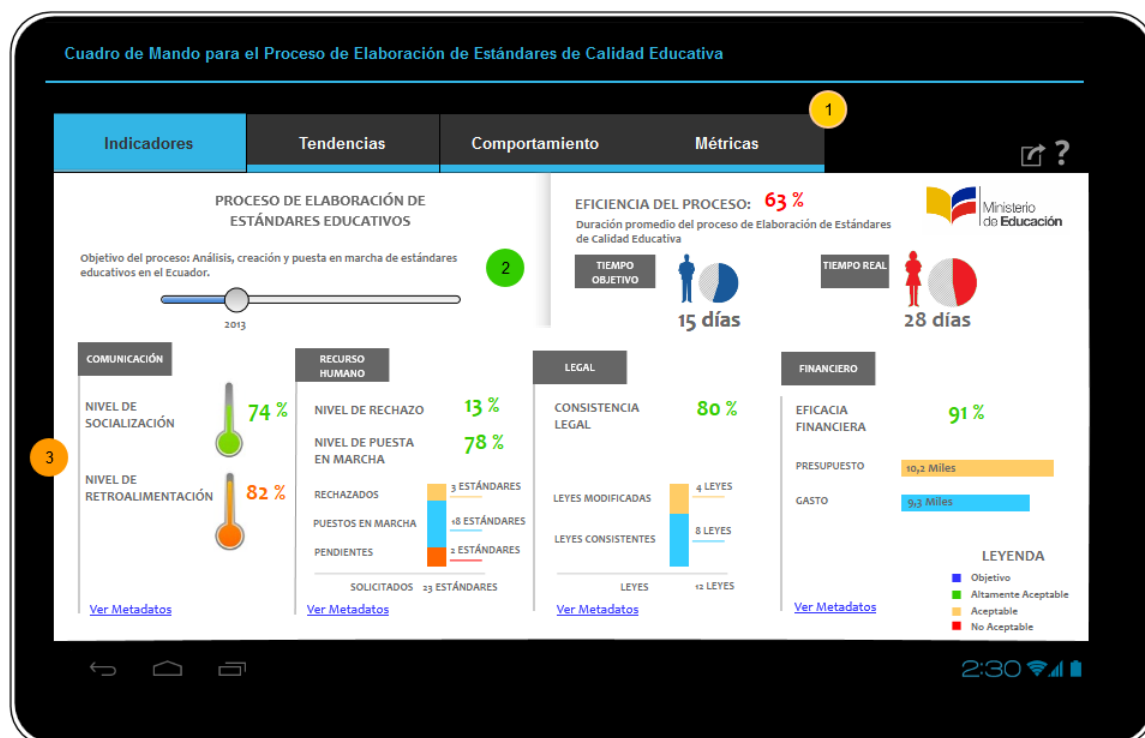 Cuadro de Mando para el Proceso de Elaboración de Estándares de Calidad Educativa
1
Indicadores
Tendencias
Comportamiento
Métricas
?
PROCESO DE ELABORACIÓN DE
ESTÁNDARES EDUCATIVOS
Objetivo del proceso: Análisis, creación y puesta en marcha de estándares
educativos en el Ecuador.
2013
2
EFICIENCIA DEL PROCESO: 63 %
Duración promedio del proceso de Elaboración de Estándares
de Calidad Educativa
Ministerio
de Educación
TIEMPO
OBJETIVO
15 días
TIEMPO REAL
28 días
3
COMUNICACIÓN
NIVEL DE
SOCIALIZACIÓN
74 %
NIVEL DE
RETROALIMENTACIÓN
82 %
Ver Metadatos
RECURSO
HUMANO
NIVEL DE RECHAZO
13 %
NIVEL DE PUESTA
EN MARCHA
78 %
RECHAZADOS
3 ESTÁNDARES
PUESTOS EN MARCHA
18 ESTÁNDARES
PENDIENTES
2 ESTÁNDARES
SOLICITADOS 23 ESTÁNDARES
Ver Metadatos
LEGAL
CONSISTENCIA
LEGAL
80 %
LEYES MODIFICADAS
4 LEYES
LEYES CONSISTENTES
8 LEYES
LEYES
12 LEYES
Ver Metadatos
FINANCIERO
EFICACIA
FINANCIERA
91 %
PRESUPUESTO
10,2 Miles
GASTO
9,3 Miles
Ver Metadatos
LEYENDA
Objetivo
Altamente Aceptable
Aceptable
No Aceptable
2:30